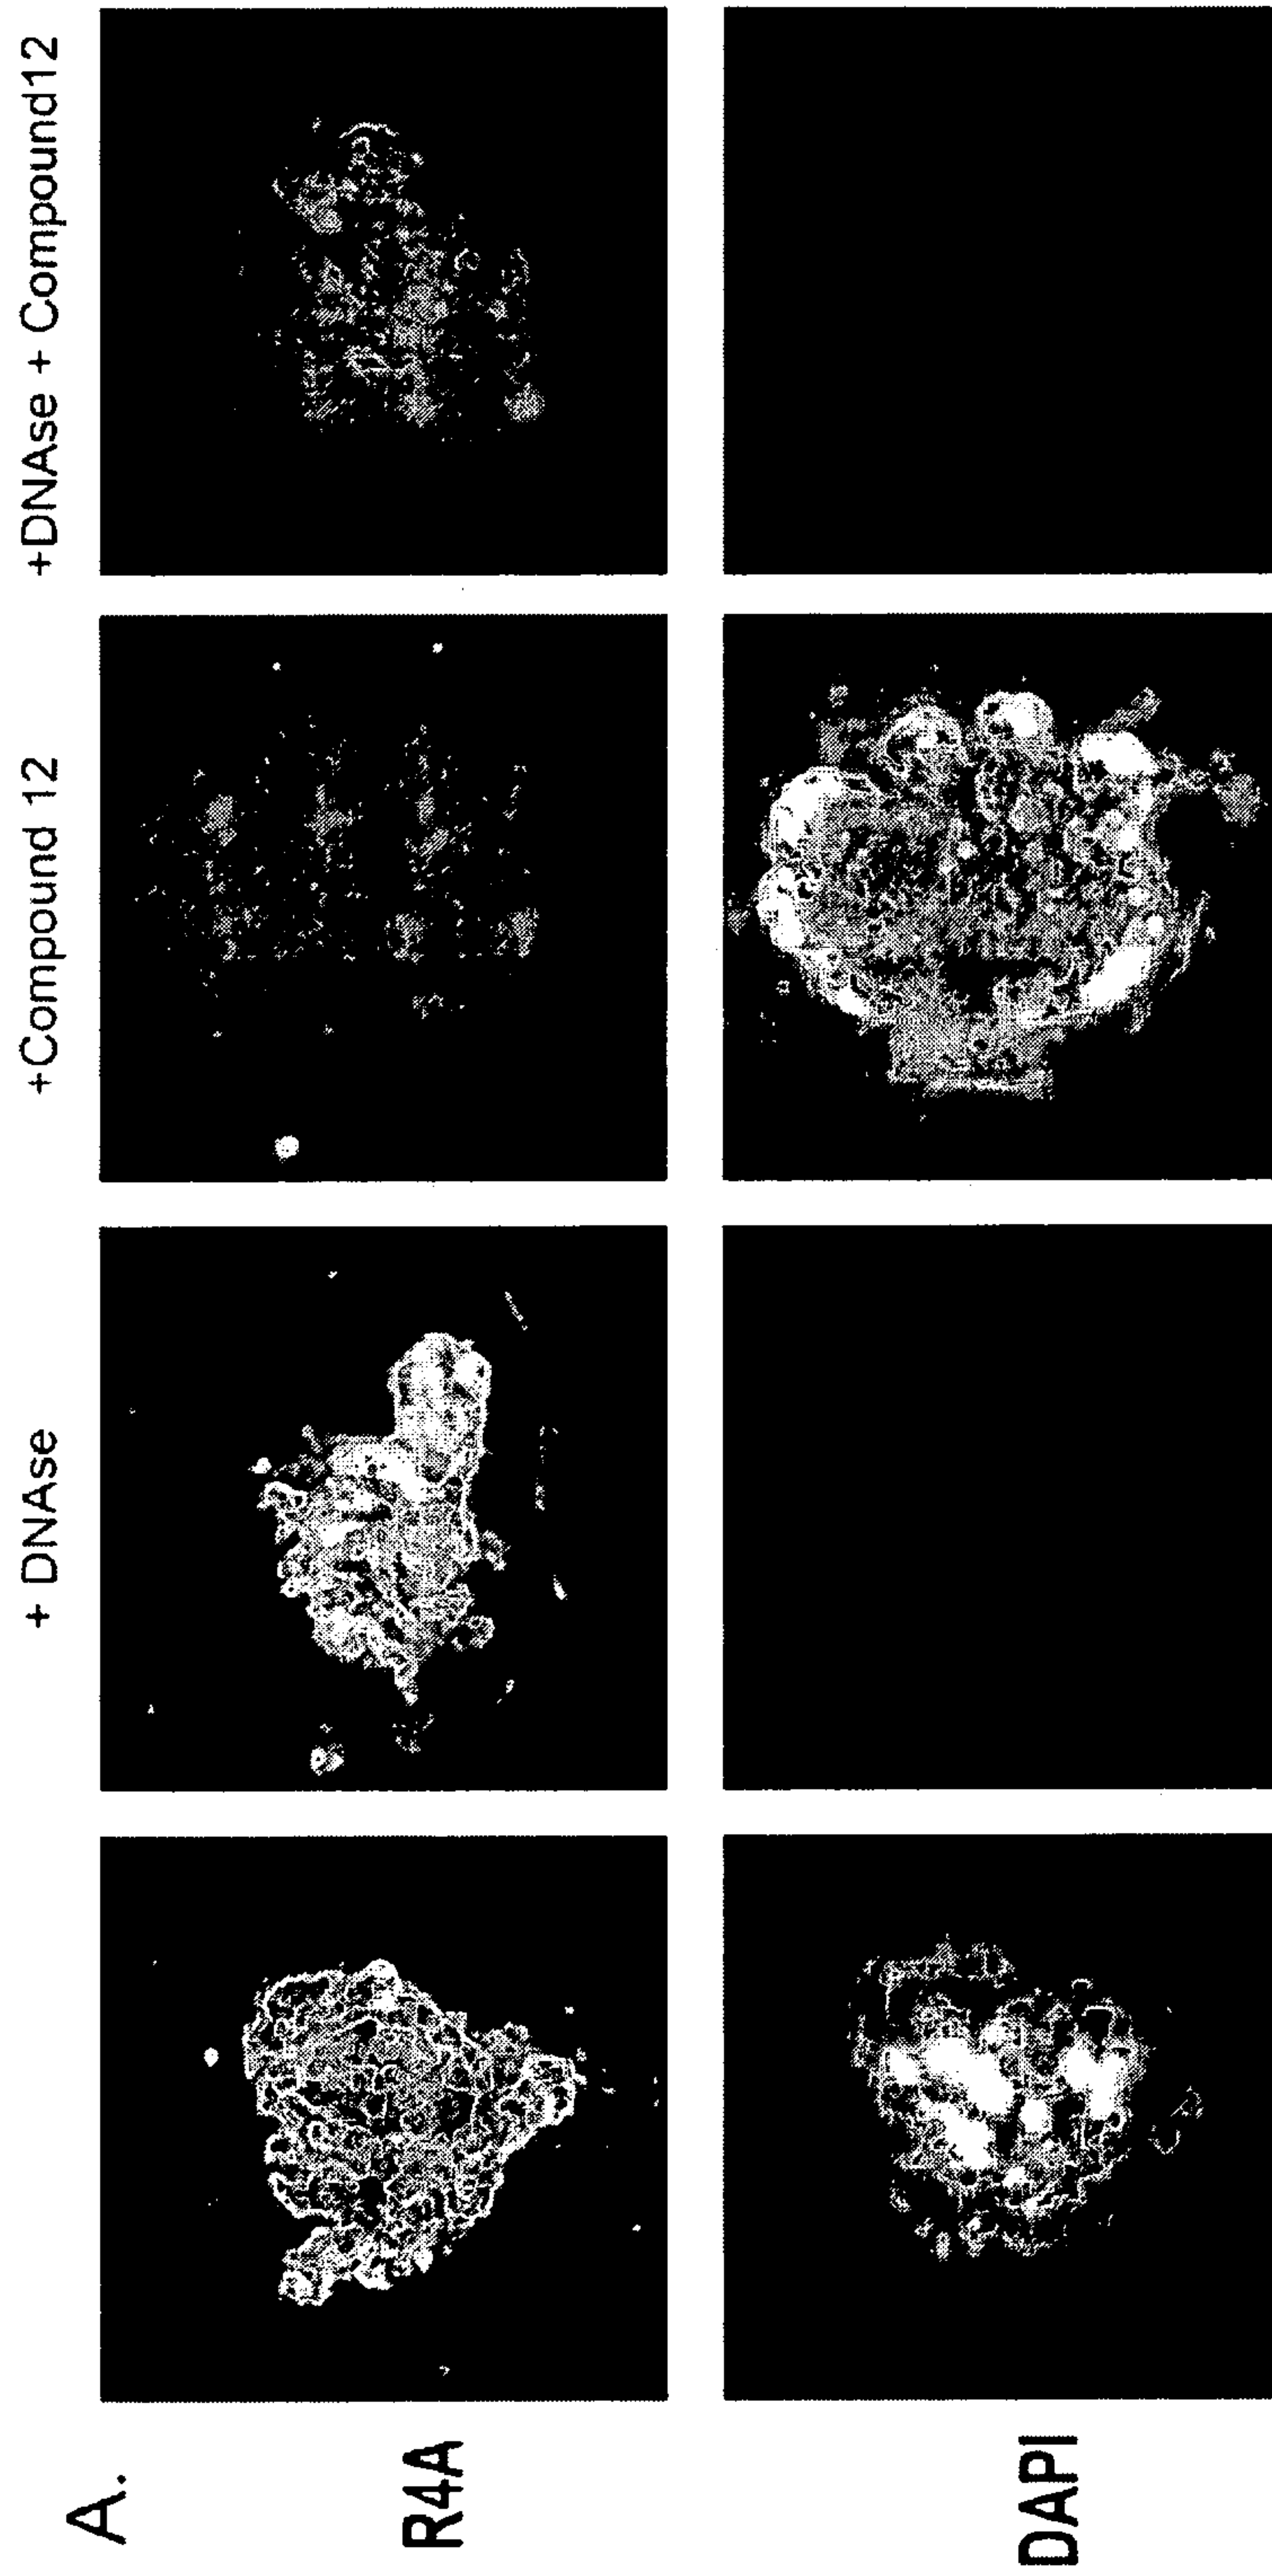 A.
+ DNAse
+Compound 12
+DNAse + Compound12
R4A
DAPI